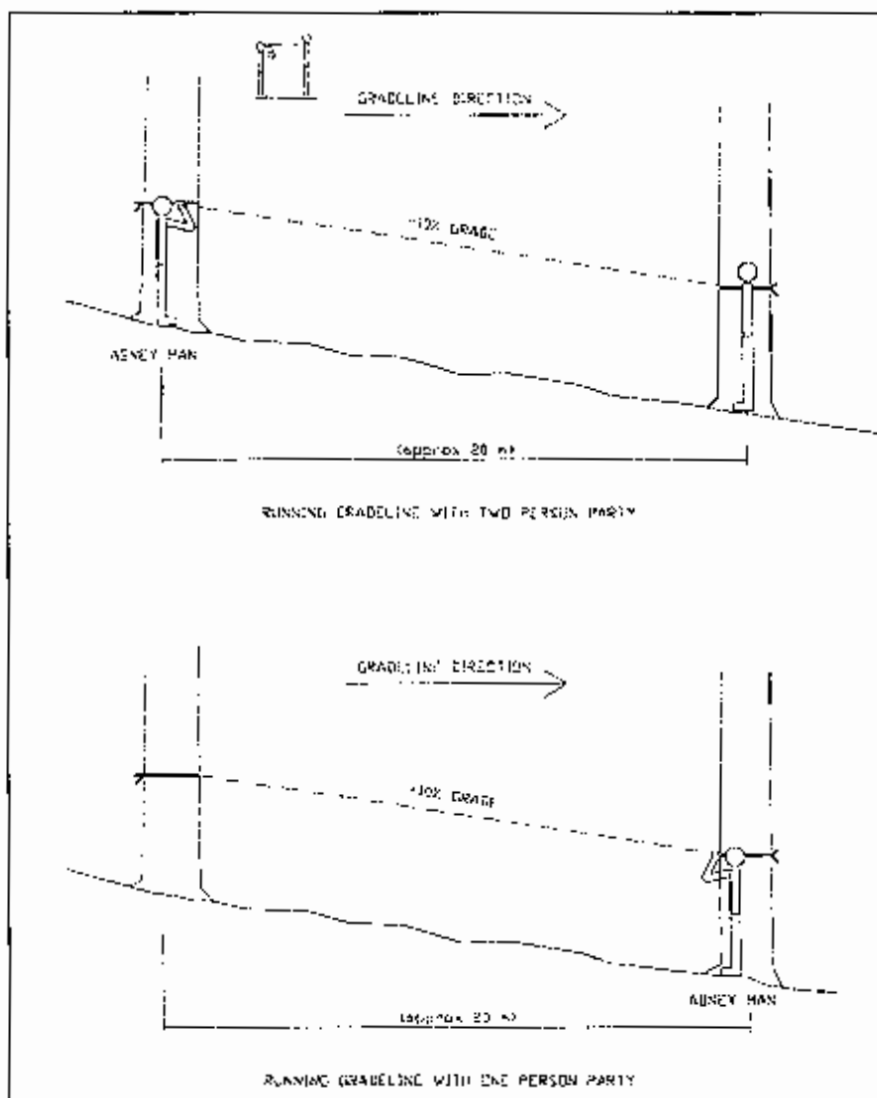 GRADELINE DIRECTION
-10% GRADE
ABNEY MAN
(approx 20 m)
RUNNING GRADELINE WITH TWO PERSON PARTY
GRADELINE DIRECTION
GRADE
ABNEY MAN
(approx 20 m)
RUNNING GRADELINE WITH ONE PERSON PARTY